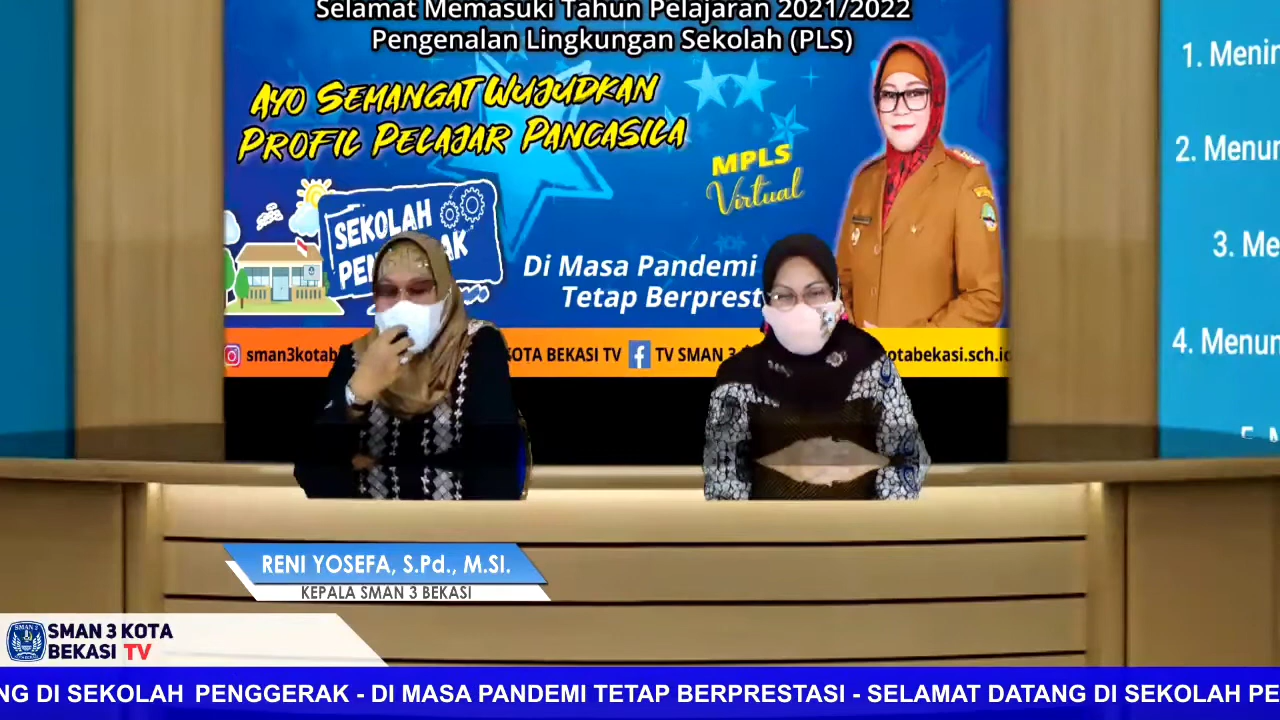 Selamat Memasuki Tahun Pelajaran 2021/2022
Pengenalan Lingkungan Sekolah (PLS)
AYO SEMANGAT WUJUDKAN
PROFIL PELAJAR PANCASILA
MPLS
Virtual
SEKOLAH
Di Masa Pandemi
Tetap Berprest
sman3kotab
KOTA BEKASI TV
TV SMAN 3
kotabekasi.sch.id
1. Menin
2. Menun
3. Me
4. Menun
RENI YOSEFA, S.Pd., M.SI.
KEPALA SMAN 3 BEKASI
SMAN 3 KOTA
BEKASI TV
NG DI SEKOLAH PENGGERAK - DI MASA PANDEMI TETAP BERPRESTASI - SELAMAT DATANG DI SEKOLAH PE